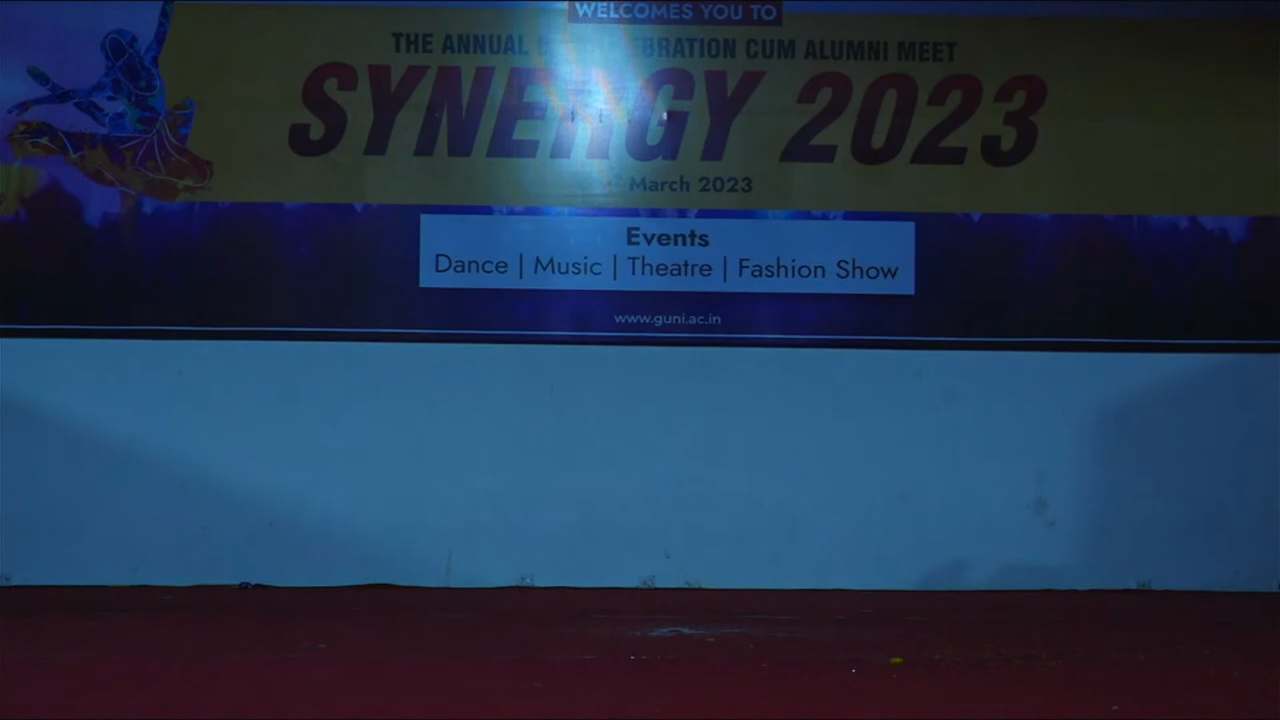 WELCOMES YOU TO
THE ANNUAL BRATION CUM ALUMNI MEET
SYNERGY 2023
March 2023
Events
Dance | Music | Theatre | Fashion Show
www.guni.ac.in